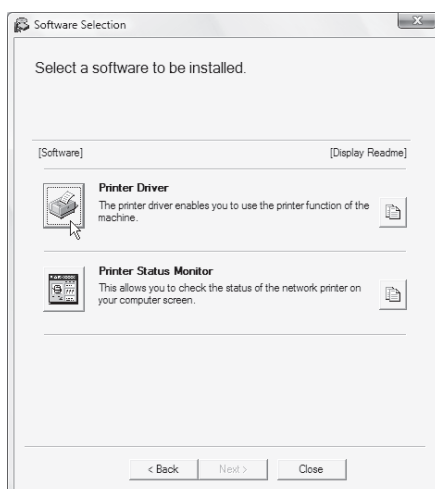 Software Selection
Select a software to be installed.
[Software] [Display Readme]
Printer Driver
The printer driver enables you to use the printer function of the
machine.
Printer Status Monitor
This allows you to check the status of the network printer on
your computer screen.
< Back Next > Close